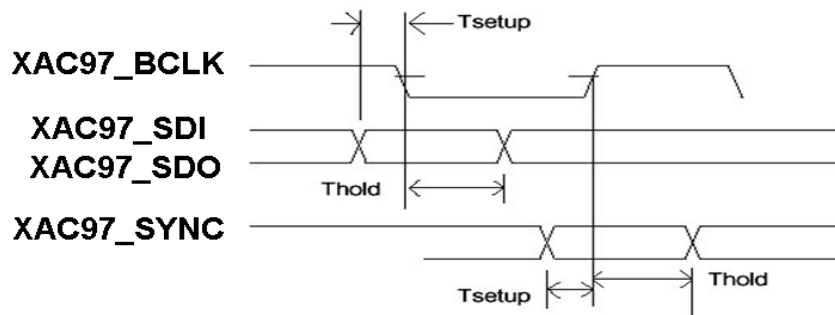 Tsetup
XAC97_BCLK
XAC97_SDI
XAC97_SDO
Thold
XAC97_SYNC
Thold
Tsetup